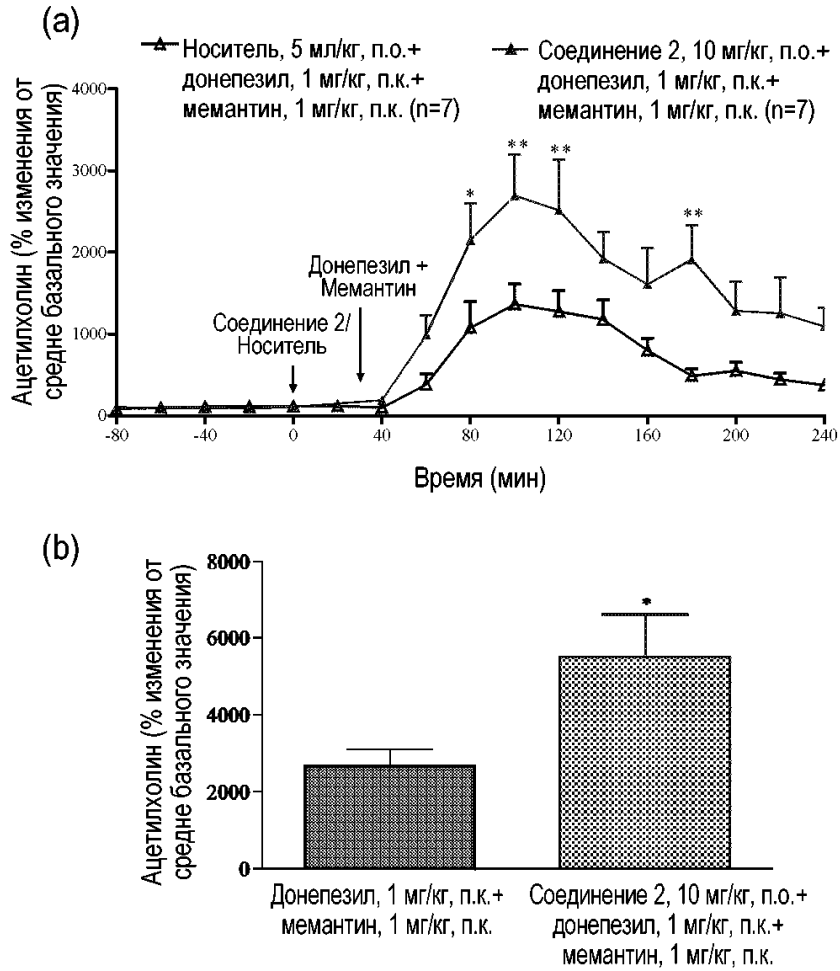 (a)
Носитель, 5 мл/кг, п.о.+
донепезил, 1 мг/кг, п.к.+
мемантин, 1 мг/кг, п.к. (n=7)
Соединение 2, 10 мг/кг, п.о.+
донепезил, 1 мг/кг, п.к.+
мемантин, 1 мг/кг, п.к. (n=7)
Ацетилхолин (% изменения от
средне базального значения)
4000
3000
2000
1000
0
* ** ** **
Донепезил +
Мемантин
Соединение 2/
Носитель
-80 -40 0 40 80 120 160 200 240
Время (мин)
(b)
Ацетилхолин (% изменения от
средне базального значения)
8000
6000
4000
2000
0
*
Донепезил, 1 мг/кг, п.к.+
мемантин, 1 мг/кг, п.к.
Соединение 2, 10 мг/кг, п.о.+
донепезил, 1 мг/кг, п.к.+
мемантин, 1 мг/кг, п.к.